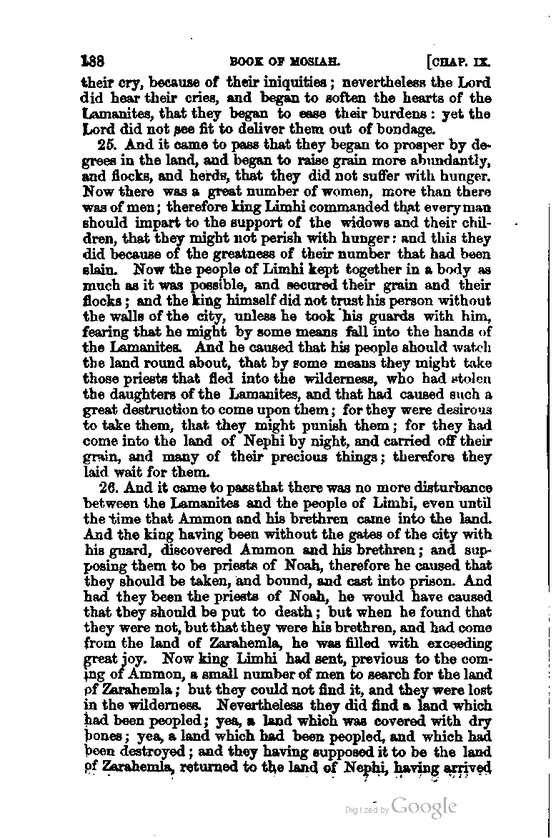 138 BOOK OF MOSIAH. [CHAP. IX.
their cry, because of their iniquities; nevertheless the Lord
did hear their cries, and began to soften the hearts of the
Lamanites, that they began to ease their burdens: yet the
Lord did not see fit to deliver them out of bondage.
25. And it came to pass that they began to prosper by de-
grees in the land, and began to raise grain more abundantly,
and flocks, and herds, that they did not suffer with hunger.
Now there was a great number of women, more than there
was of men; therefore king Limhi commanded that every man
should impart to the support of the widows and their chil-
dren, that they might not perish with hunger: and this they
did because of the greatness of their number that had been
slain. Now the people of Limhi kept together in a body as
much as it was possible, and secured their grain and their
flocks; and the king himself did not trust his person without
the walls of the city, unless he took his guards with him,
fearing that he might by some means fall into the hands of
the Lamanites. And he caused that his people should watch
the land round about, that by some means they might take
those priests that fled into the wilderness, who had stolen
the daughters of the Lamanites, and that had caused such a
great destruction to come upon them; for they were desirous
to take them, that they might punish them; for they had
come into the land of Nephi by night, and carried off their
grain, and many of their precious things; therefore they
laid wait for them.
26. And it came to pass that there was no more disturbance
between the Lamanites and the people of Limhi, even until
the time that Ammon and his brethren came into the land.
And the king having been without the gates of the city with
his guard, discovered Ammon and his brethren; and sup-
posing them to be priests of Noah, therefore he caused that
they should be taken, and bound, and cast into prison. And
had they been the priests of Noah, he would have caused
that they should be put to death; but when he found that
they were not, but that they were his brethren, and had come
from the land of Zarahemla, he was filled with exceeding
great joy. Now king Limhi had sent, previous to the com-
ing of Ammon, a small number of men to search for the land
of Zarahemla; but they could not find it, and they were lost
in the wilderness. Nevertheless they did find a land which
had been peopled; yea, a land which was covered with dry
bones; yea, a land which had been peopled, and which had
been destroyed; and they having supposed it to be the land
of Zarahemla, returned to the land of Nephi, having arrived
Digitized by Google